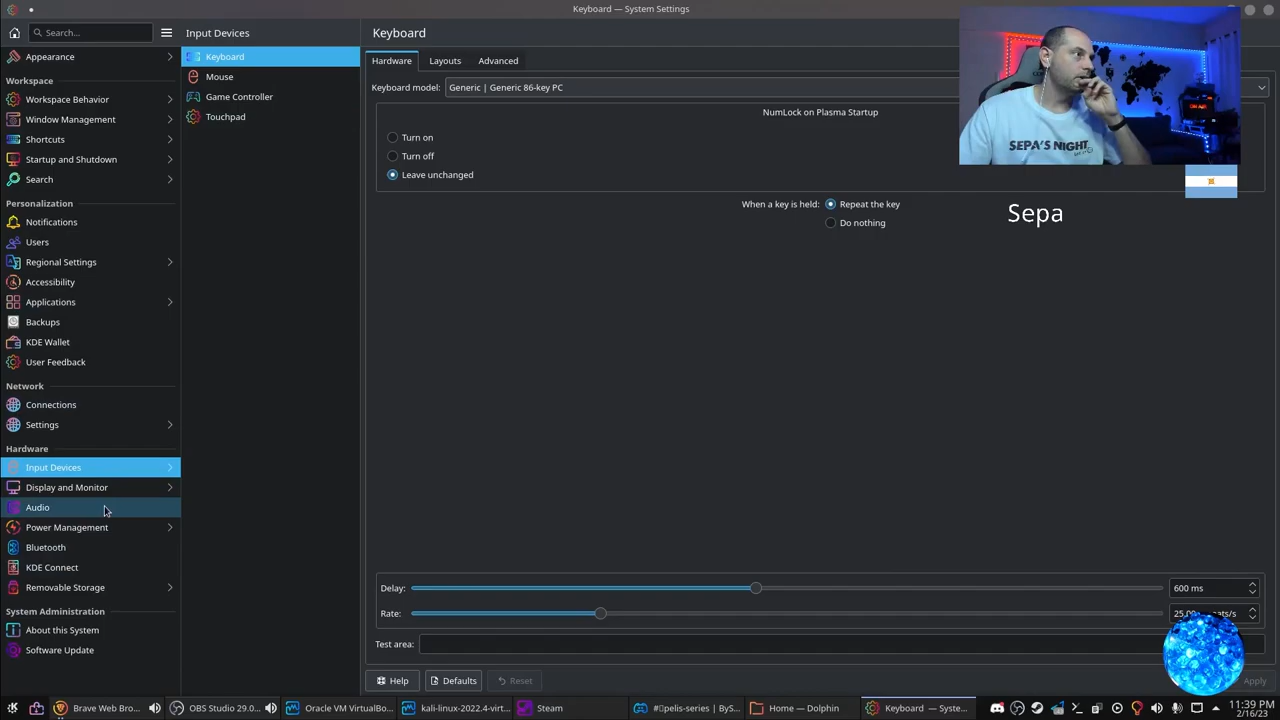 Keyboard — System Settings
Search...
Input Devices
Keyboard
Appearance
Workspace
Workspace Behavior
Window Management
Shortcuts
Startup and Shutdown
Search
Personalization
Notifications
Users
Regional Settings
Accessibility
Applications
Backups
KDE Wallet
User Feedback
Network
Connections
Settings
Hardware
Input Devices
Display and Monitor
Audio
Power Management
Bluetooth
KDE Connect
Removable Storage
System Administration
About this System
Software Update
Keyboard
Mouse
Game Controller
Touchpad
Hardware
Layouts
Advanced
Keyboard model:
Generic | Generic 86-key PC
NumLock on Plasma Startup
Turn on
Turn off
Leave unchanged
When a key is held:
Repeat the key
Do nothing
SEPA'S NIGHT
ON AIR
Sepa
Delay:
600 ms
Rate:
Test area:
Help
Defaults
Reset
Apply
Brave Web Bro...
OBS Studio 29.0...
Oracle VM VirtualBo...
kali-linux-2022.4-virt...
Steam
pelis-series | ByS...
Home — Dolphin
Keyboard — Syste...
11:39 PM
2/16/23